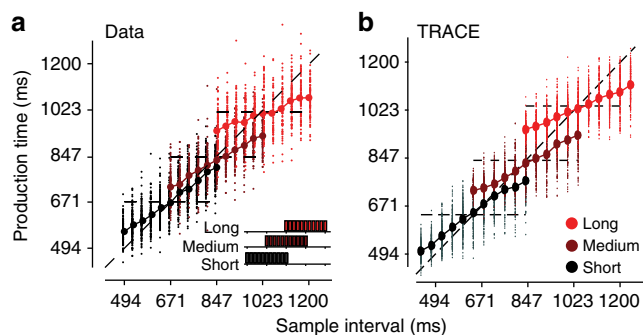 a Data
b TRACE
Production time (ms)
1200
1023
847
671
494
1200
1023
847
671
494
Long
Medium
Short
Long
Medium
Short
494 671 847 1023 1200
494 671 847 1023 1200
Sample interval (ms)